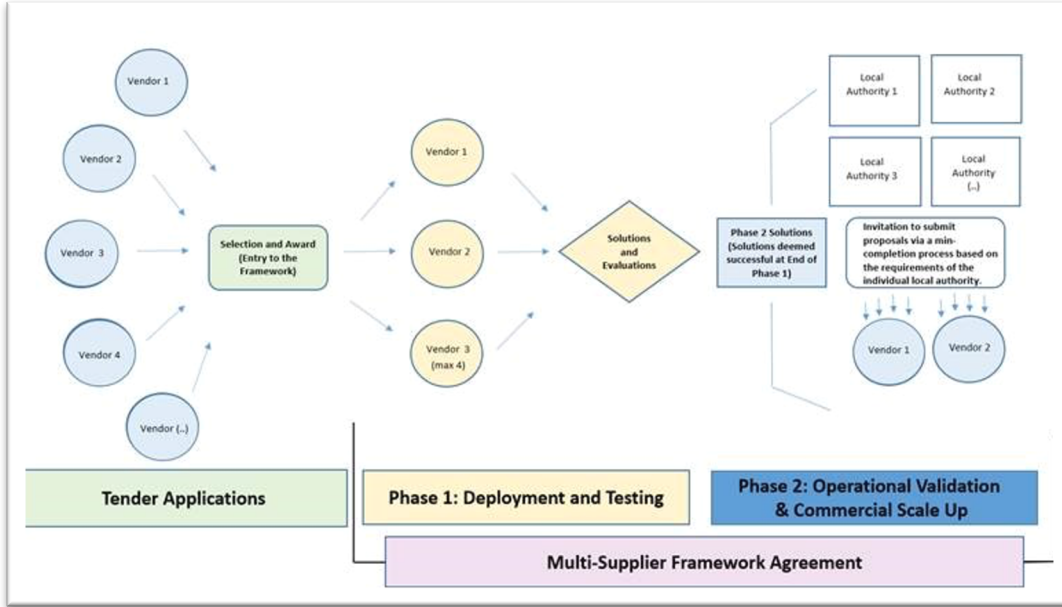 Vendor 1
Vendor 2
Vendor 3
Vendor 4
Vendor (..)
Selection and Award
(Entry to the
Framework)
Vendor 1
Vendor 2
Vendor 3
(max 4)
Solutions
and
Evaluations
Phase 2 Solutions
(Solutions deemed
successful at End of
Phase 1)
Local
Authority 1
Local
Authority 2
Local
Authority 3
Local
Authority
(..)
Invitation to submit
proposals via a min-
completion process based on
the requirements of the
individual local authority.
Vendor 1
Vendor 2
Tender Applications
Phase 1: Deployment and Testing
Phase 2: Operational Validation
& Commercial Scale Up
Multi-Supplier Framework Agreement